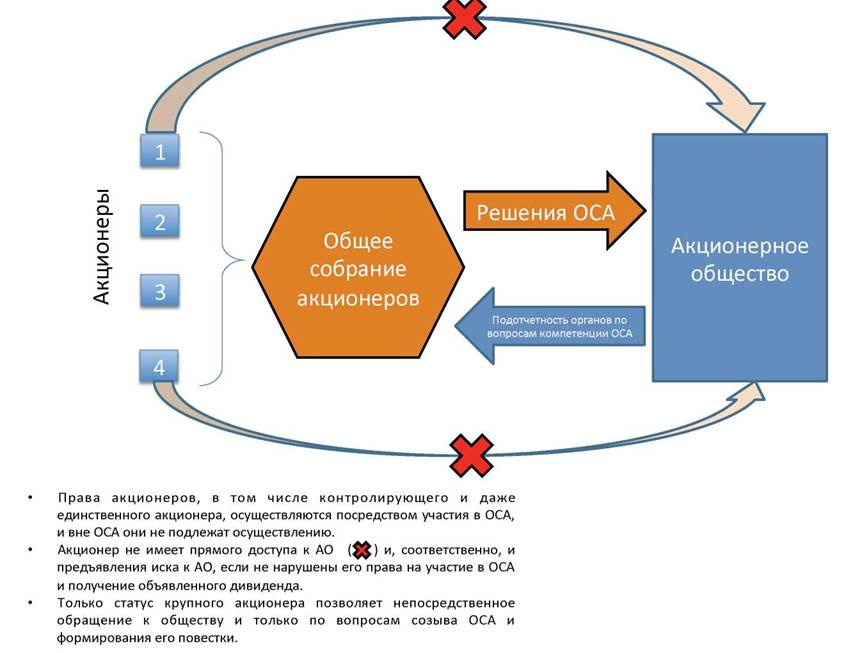 Акционеры
1
2
3
4
Общее
собрание
акционеров
Решения ОСА
Подотчетность органов по
вопросам компетенции ОСА
Акционерное
общество
• Права акционеров, в том числе контролирующего и даже
единственного акционера, осуществляются посредством участия в ОСА,
и вне ОСА они не подлежат осуществлению.
• Акционер не имеет прямого доступа к АО ( ) и, соответственно, и
предъявления иска к АО, если не нарушены его права на участие в ОСА
и получение объявленного дивиденда.
• Только статус крупного акционера позволяет непосредственное
обращение к обществу и только по вопросам созыва ОСА и
формирования его повестки.